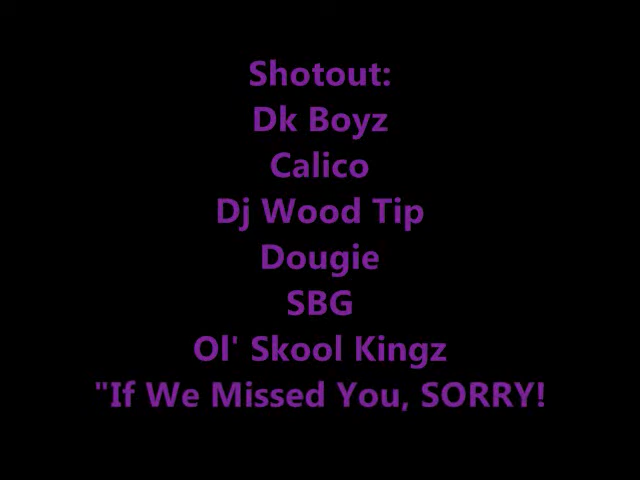 Shotout:
Dk Boyz
Calico
Dj Wood Tip
Dougie
SBG
Ol' Skool Kingz
"If We Missed You, SORRY!